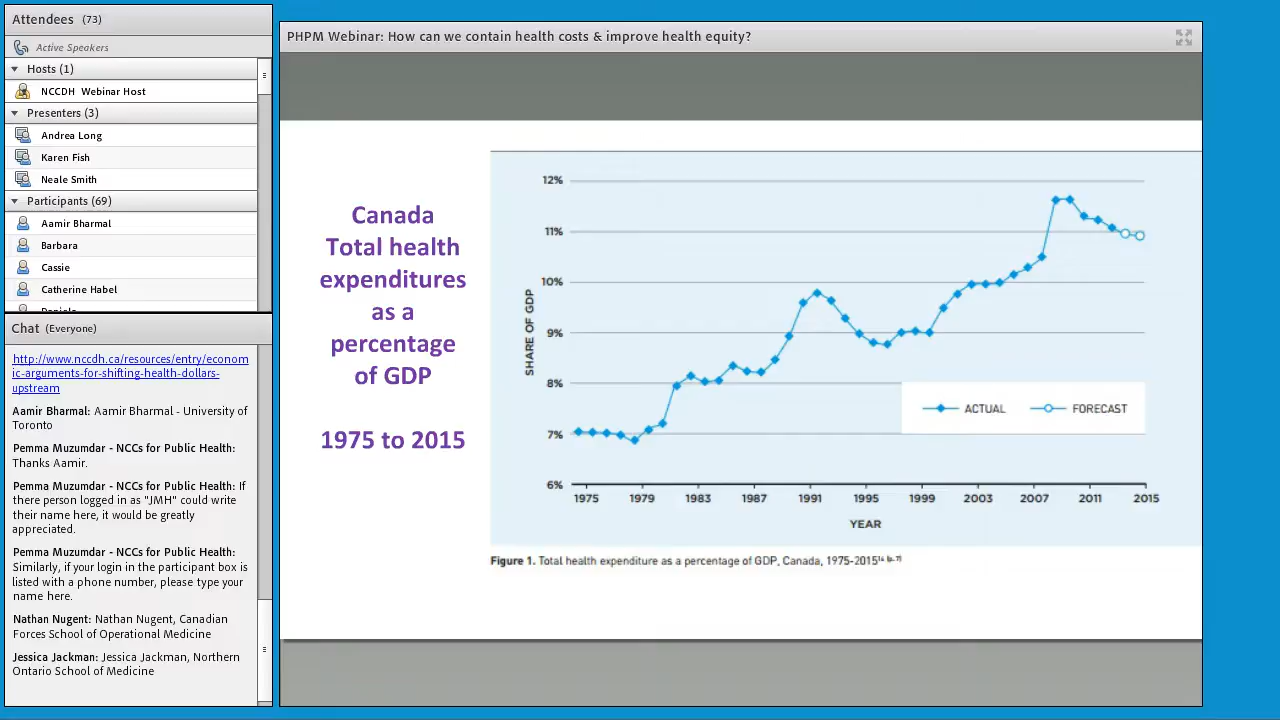 Attendees (73)
Active Speakers
Hosts (1)
NCCDH Webinar Host
Presenters (3)
Andrea Long
Karen Fish
Neale Smith
Participants (69)
Aamir Bharmal
Barbara
Cassie
Catherine Habel
Chat (Everyone)
http://www.nccdh.ca/resources/entry/econom
ic-arguments-for-shifting-health-dollars-
upstream
Aamir Bharmal: Aamir Bharmal - University of
Toronto
Pemma Muzumdar - NCCs for Public Health:
Thanks Aamir.
Pemma Muzumdar - NCCs for Public Health: If
there person logged in as "JMH" could write
their name here, it would be greatly
appreciated.
Pemma Muzumdar - NCCs for Public Health:
Similarly, if your login in the participant box is
listed with a phone number, please type your
name here.
Nathan Nugent: Nathan Nugent, Canadian
Forces School of Operational Medicine
Jessica Jackman: Jessica Jackman, Northern
Ontario School of Medicine
PHPM Webinar: How can we contain health costs & improve health equity?
Canada
Total health
expenditures
as a
percentage
of GDP
1975 to 2015
SHARE OF GDP
12%
11%
10%
9%
8%
7%
6%
ACTUAL
FORECAST
1975 1979 1983 1987 1991 1995 1999 2003 2007 2011 2015
YEAR
Figure 1. Total health expenditure as a percentage of GDP, Canada, 1975-2015